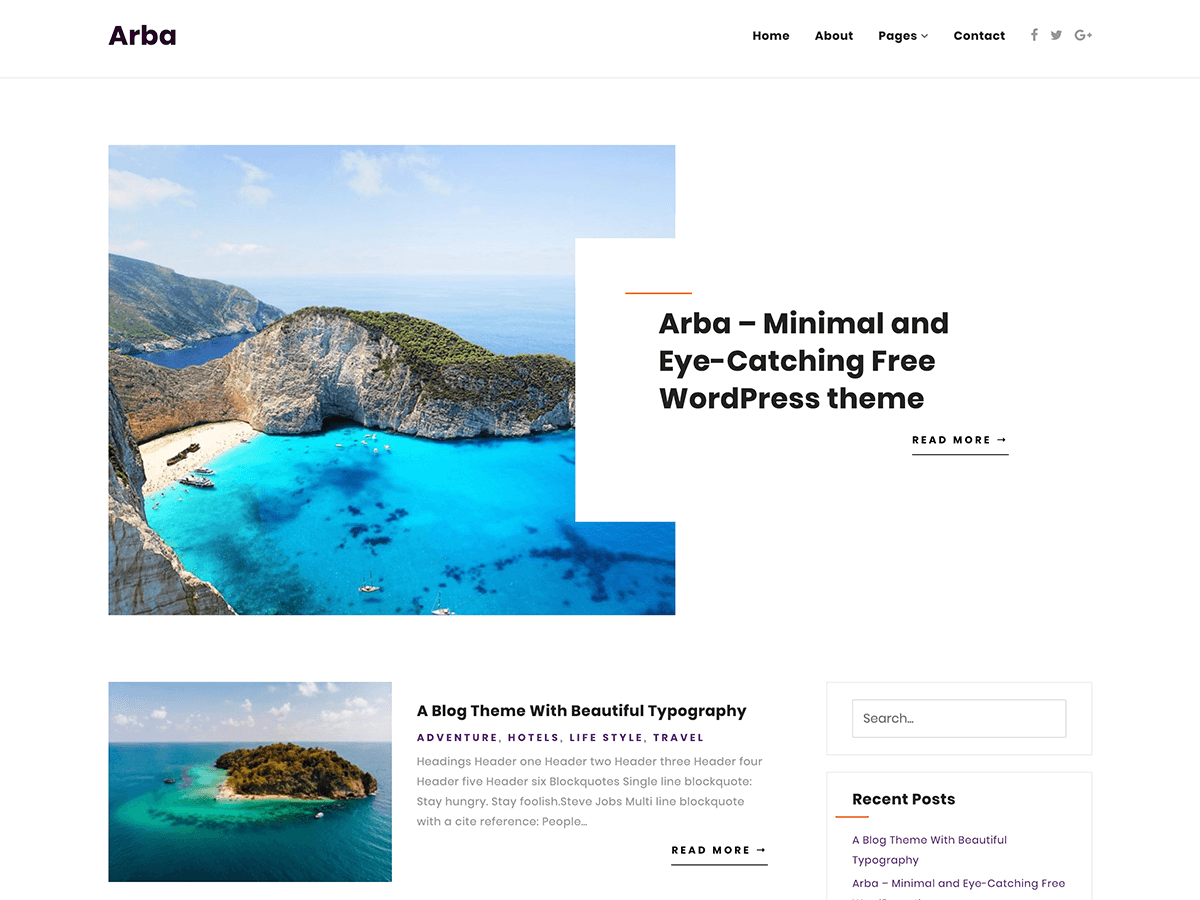 Arba
Home About Pages Contact
Arba – Minimal and
Eye-Catching Free
WordPress theme
READ MORE →
A Blog Theme With Beautiful Typography
ADVENTURE, HOTELS, LIFE STYLE, TRAVEL
Headings Header one Header two Header three Header four
Header five Header six Blockquotes Single line blockquote:
Stay hungry. Stay foolish.Steve Jobs Multi line blockquote
with a cite reference: People…
READ MORE →
Search…
Recent Posts
A Blog Theme With Beautiful
Typography
Arba – Minimal and Eye-Catching Free